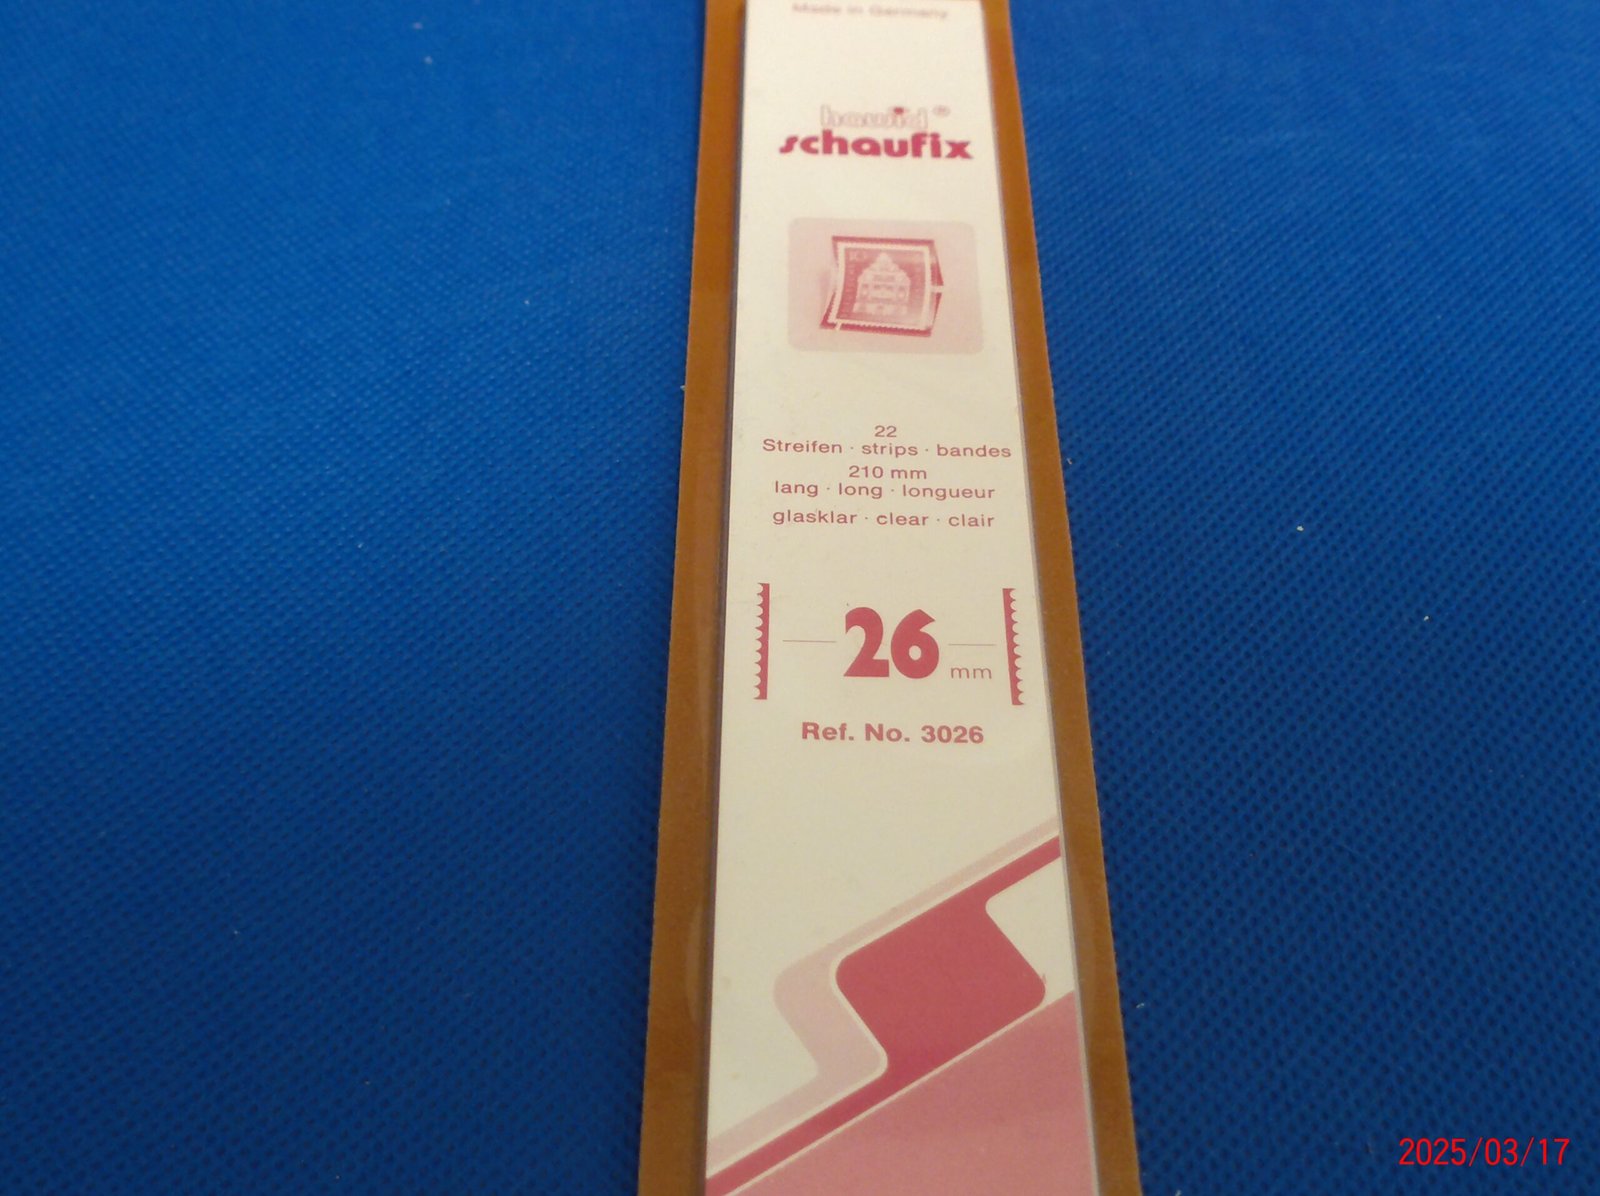 Made in Germany
hawid®
schaufix
22
Streifen · strips · bandes
210 mm
lang · long · longueur
glasklar · clear · clair
26 mm
Ref. No. 3026
2025/03/17